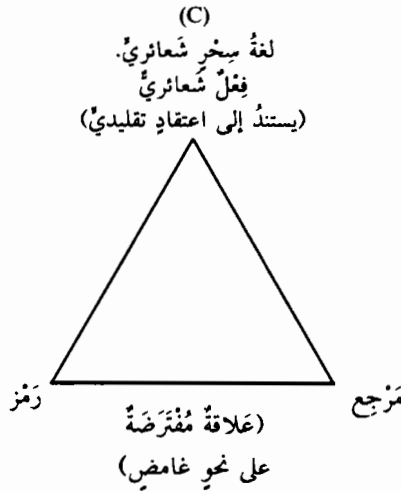 (C)
لغةُ سِحْرٍ شَعائريٍّ.
فِعْلٌ شَعائريٌّ
(يستندُ إلى اعتقادٍ تقليديٍّ)
مَرْجِع
رَمْز
(عَلاقةٌ مُفْتَرَضَةٌ
على نحوٍ غامضٍ)